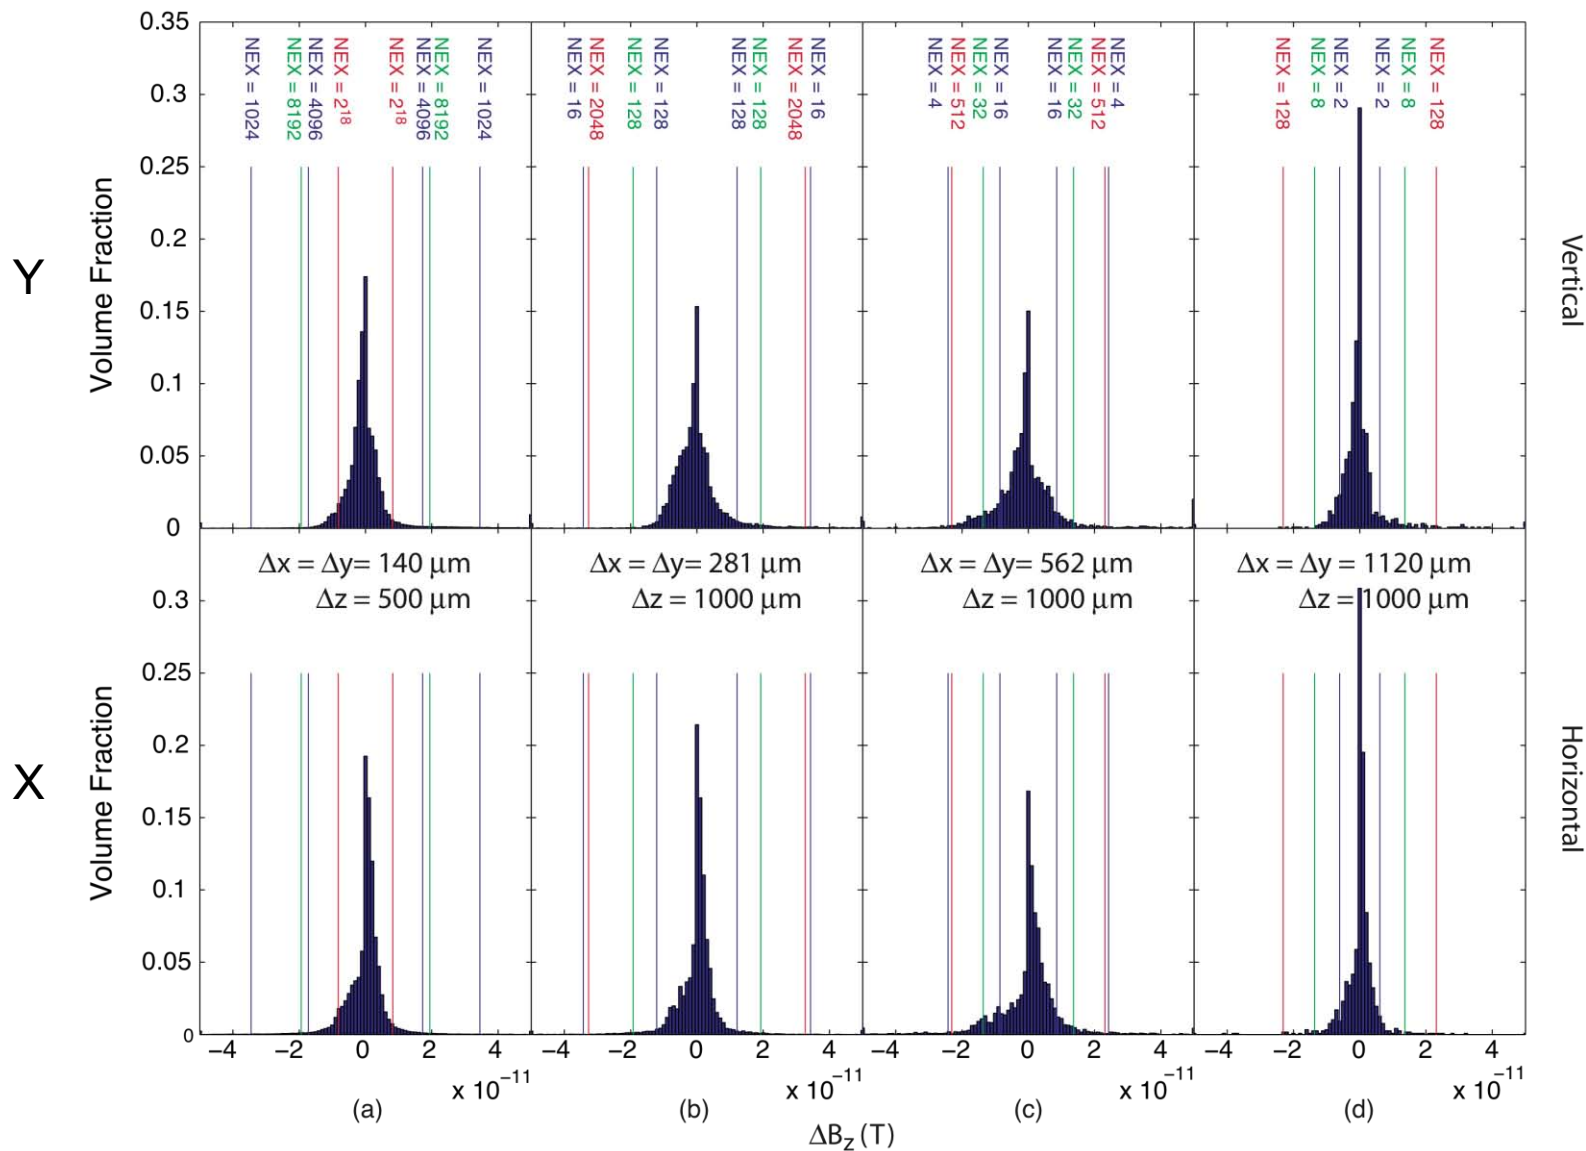 0.35
0.3
0.25
0.2
0.15
0.1
0.05
0
Volume Fraction
Y
Vertical
NEX = 1024
NEX = 8192
NEX = 4096
NEX = 2¹⁸
NEX = 2¹⁸
NEX = 4096
NEX = 8192
NEX = 1024
NEX = 16
NEX = 2048
NEX = 128
NEX = 128
NEX = 128
NEX = 128
NEX = 2048
NEX = 16
NEX = 4
NEX = 512
NEX = 32
NEX = 16
NEX = 16
NEX = 32
NEX = 512
NEX = 4
NEX = 128
NEX = 8
NEX = 2
NEX = 2
NEX = 8
NEX = 128
Δx = Δy= 140 μm
Δz = 500 μm
Δx = Δy= 281 μm
Δz = 1000 μm
Δx = Δy= 562 μm
Δz = 1000 μm
Δx = Δy = 1120 μm
Δz = 1000 μm
0.3
0.25
0.2
0.15
0.1
0.05
0
Volume Fraction
X
Horizontal
−4 −2 0 2 4
−4 −2 0 2 4
−4 −2 0 2 4
−4 −2 0 2 4
x 10⁻¹¹
x 10⁻¹¹
x 10⁻¹¹
x 10⁻¹¹
(a)
(b)
(c)
(d)
ΔB_z (T)